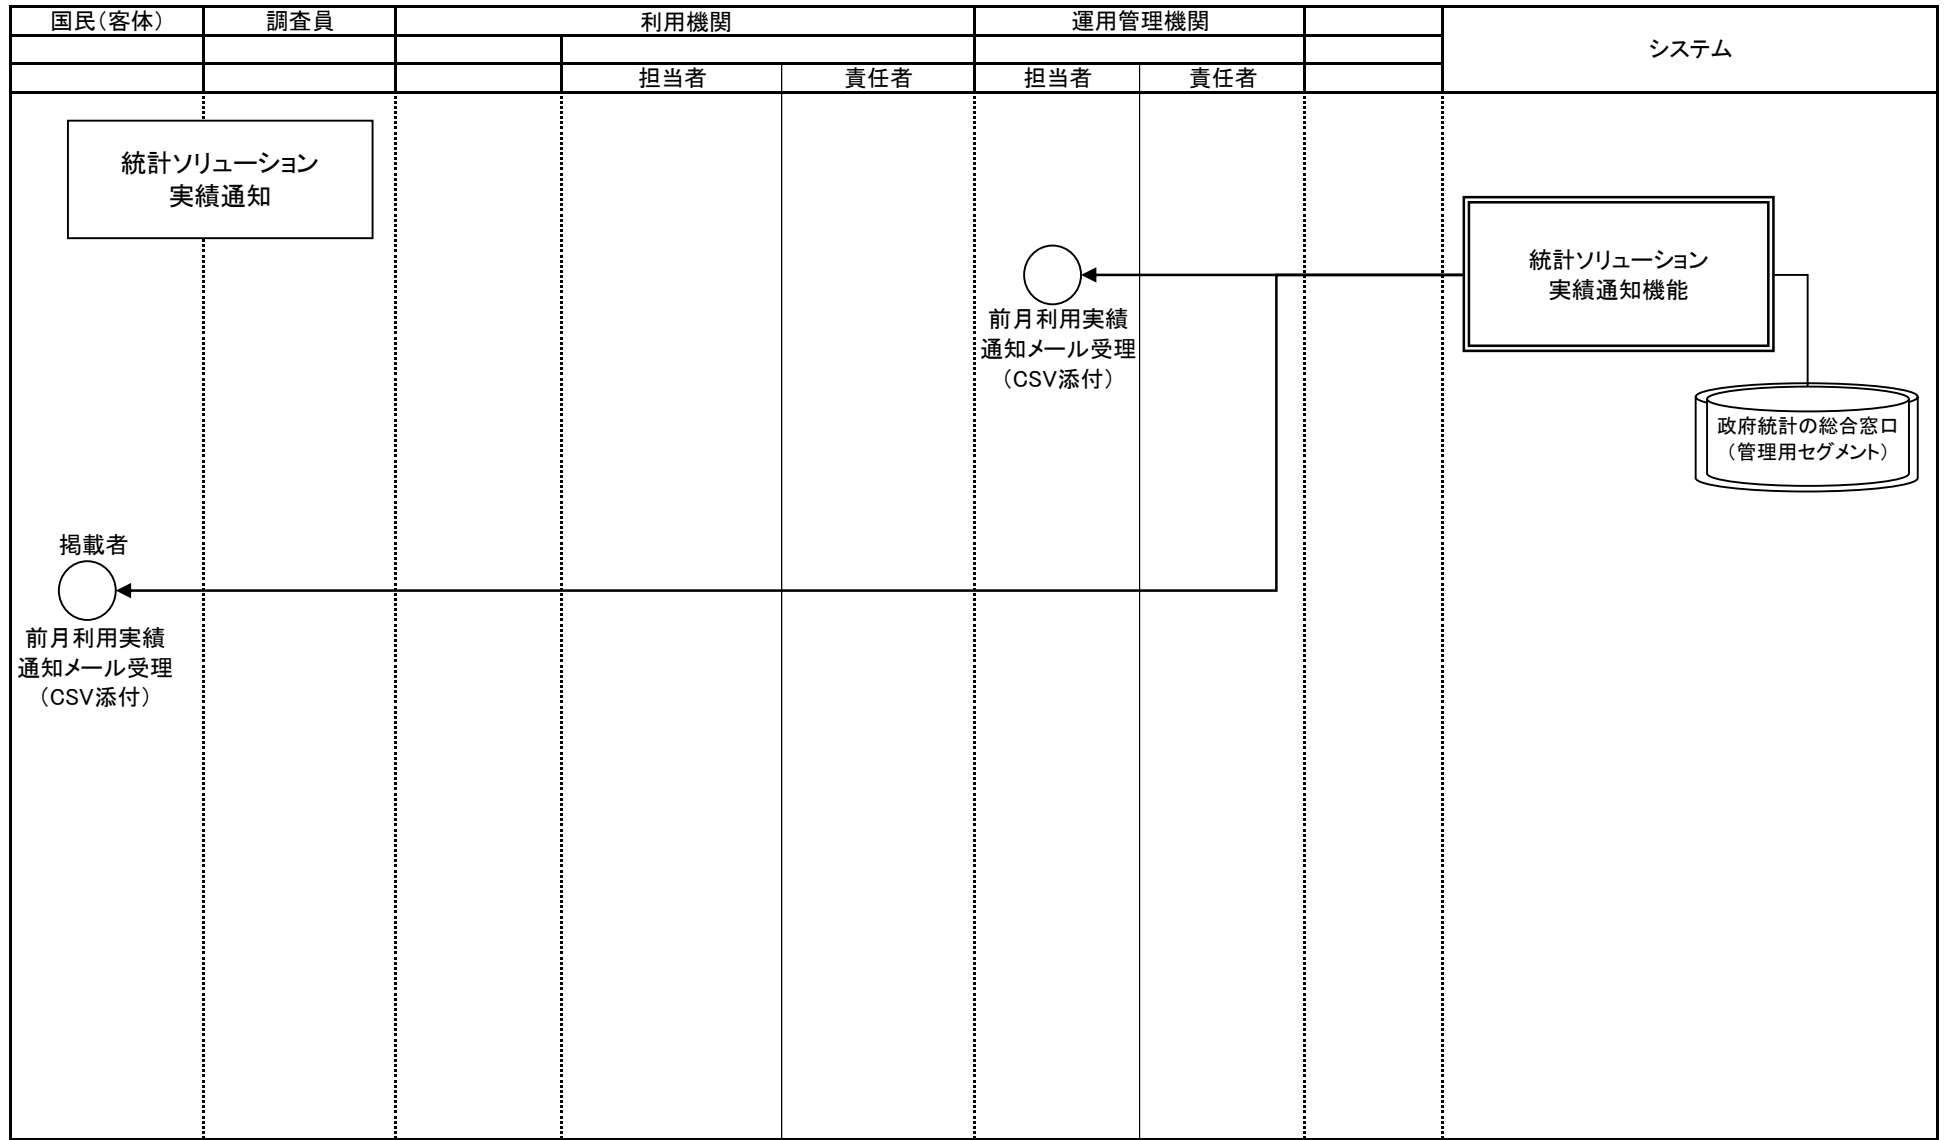 国民（客体）
調査員
利用機関
運用管理機関
システム
担当者
責任者
担当者
責任者
統計ソリューション
実績通知
統計ソリューション
実績通知機能
前月利用実績
通知メール受理
（CSV添付）
政府統計の総合窓口
（管理用セグメント）
掲載者
前月利用実績
通知メール受理
（CSV添付）